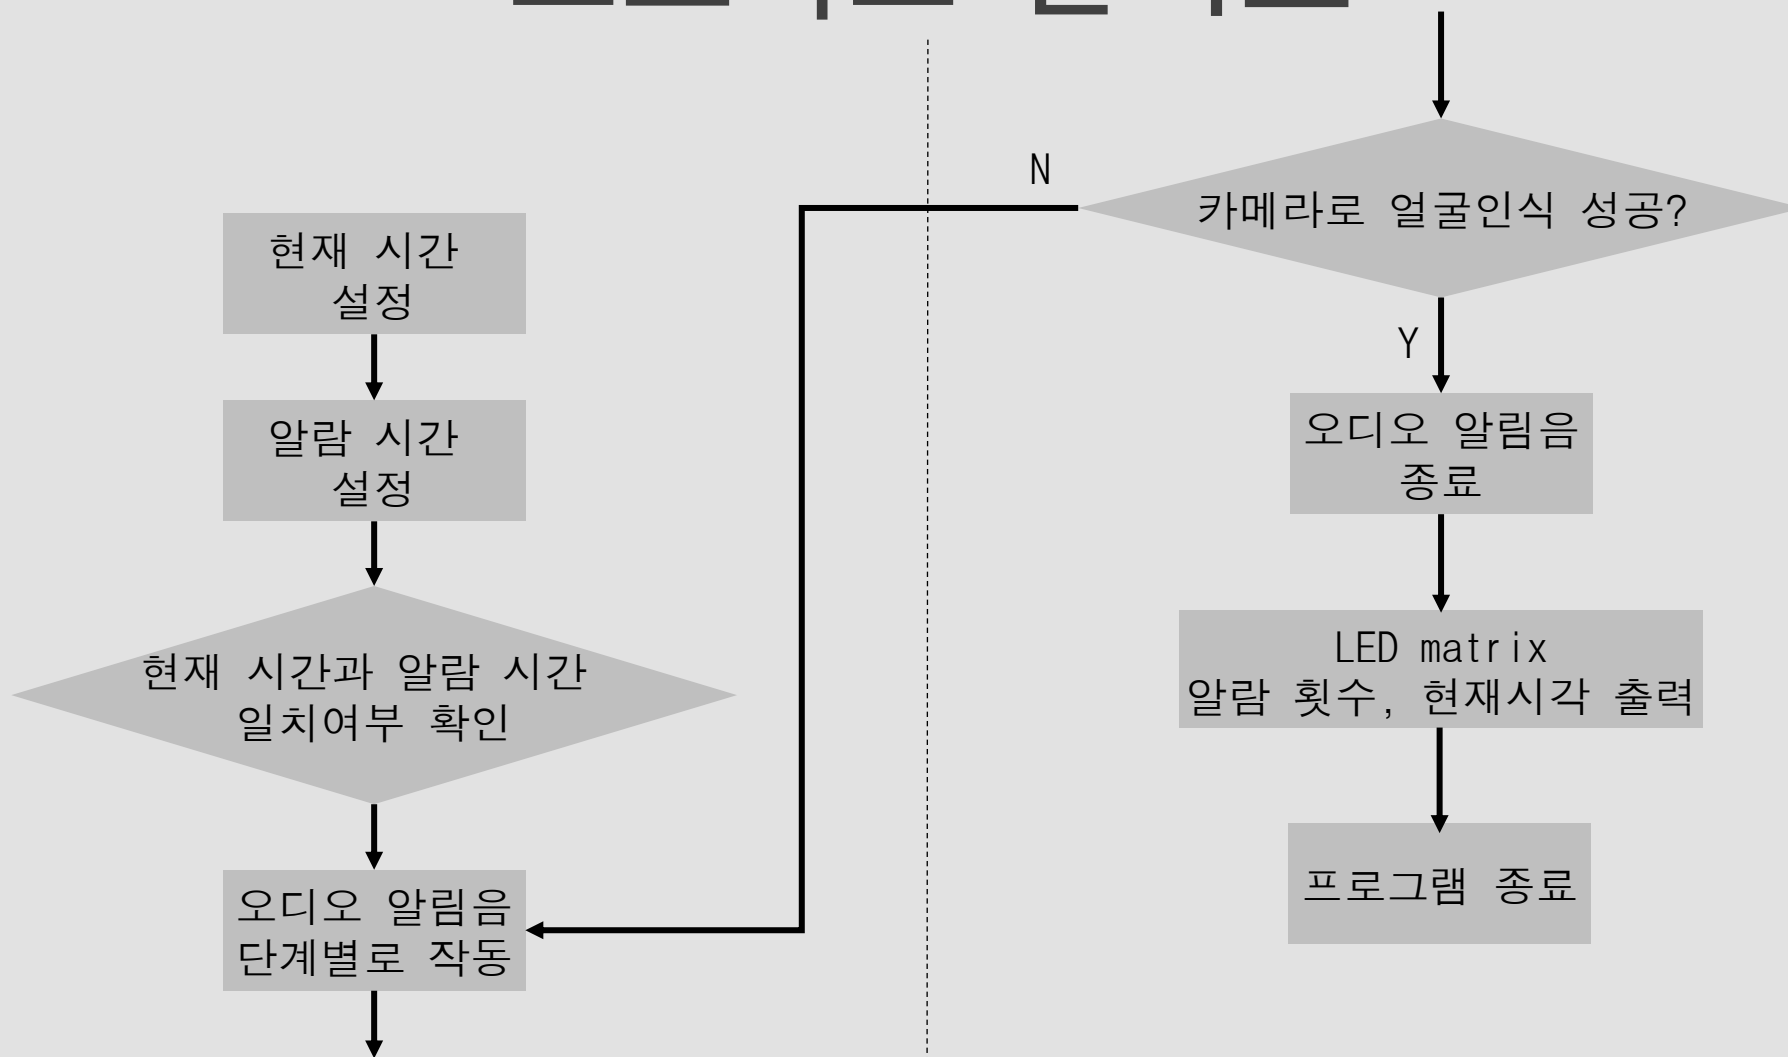 현재 시간
설정
알람 시간
설정
현재 시간과 알람 시간
일치여부 확인
오디오 알림음
단계별로 작동
N
카메라로 얼굴인식 성공?
Y
오디오 알림음
종료
LED matrix
알람 횟수, 현재시각 출력
프로그램 종료